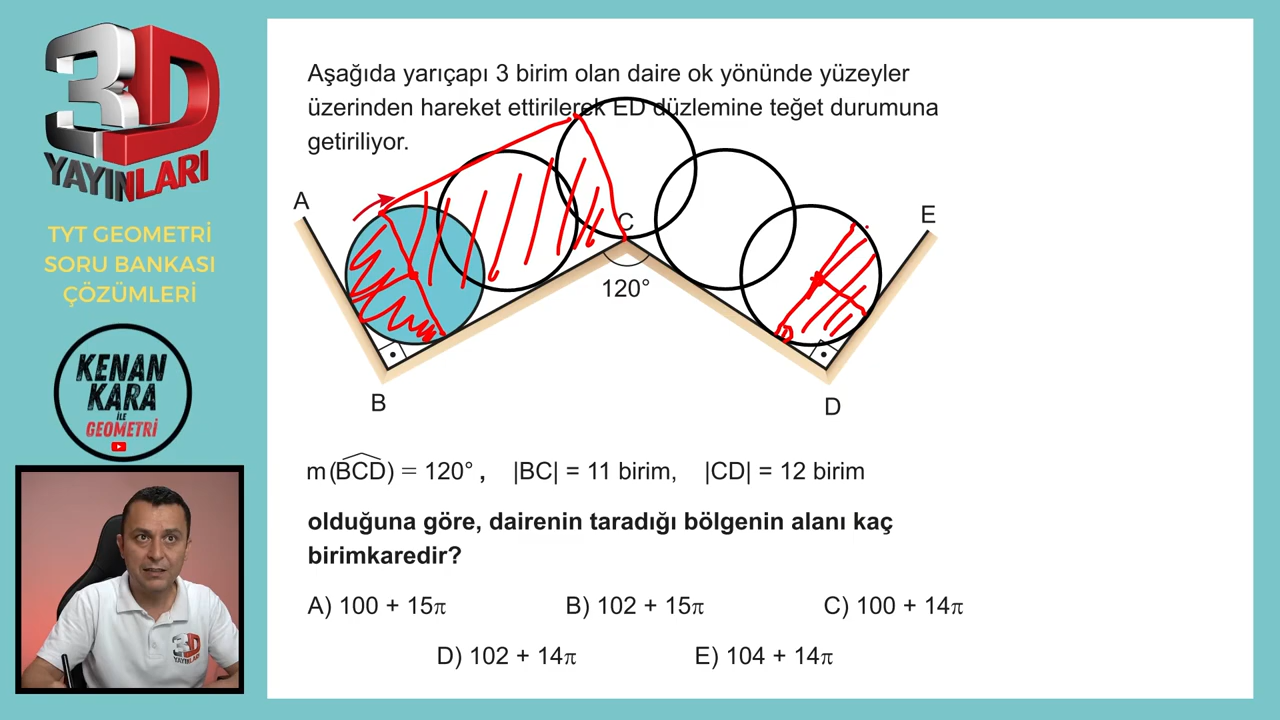 3D
YAYINLARI
TYT GEOMETRİ
SORU BANKASI
ÇÖZÜMLERİ
KENAN
KARA
İLE
GEOMETRİ
3D
YAYINLARI
Aşağıda yarıçapı 3 birim olan daire ok yönünde yüzeyler
üzerinden hareket ettirilerek ED düzlemine teğet durumuna
getiriliyor.
A
C
E
120°
B
D
m(BCD) = 120° , |BC| = 11 birim, |CD| = 12 birim
olduğuna göre, dairenin taradığı bölgenin alanı kaç
birimkaredir?
A) 100 + 15π B) 102 + 15π C) 100 + 14π
D) 102 + 14π E) 104 + 14π